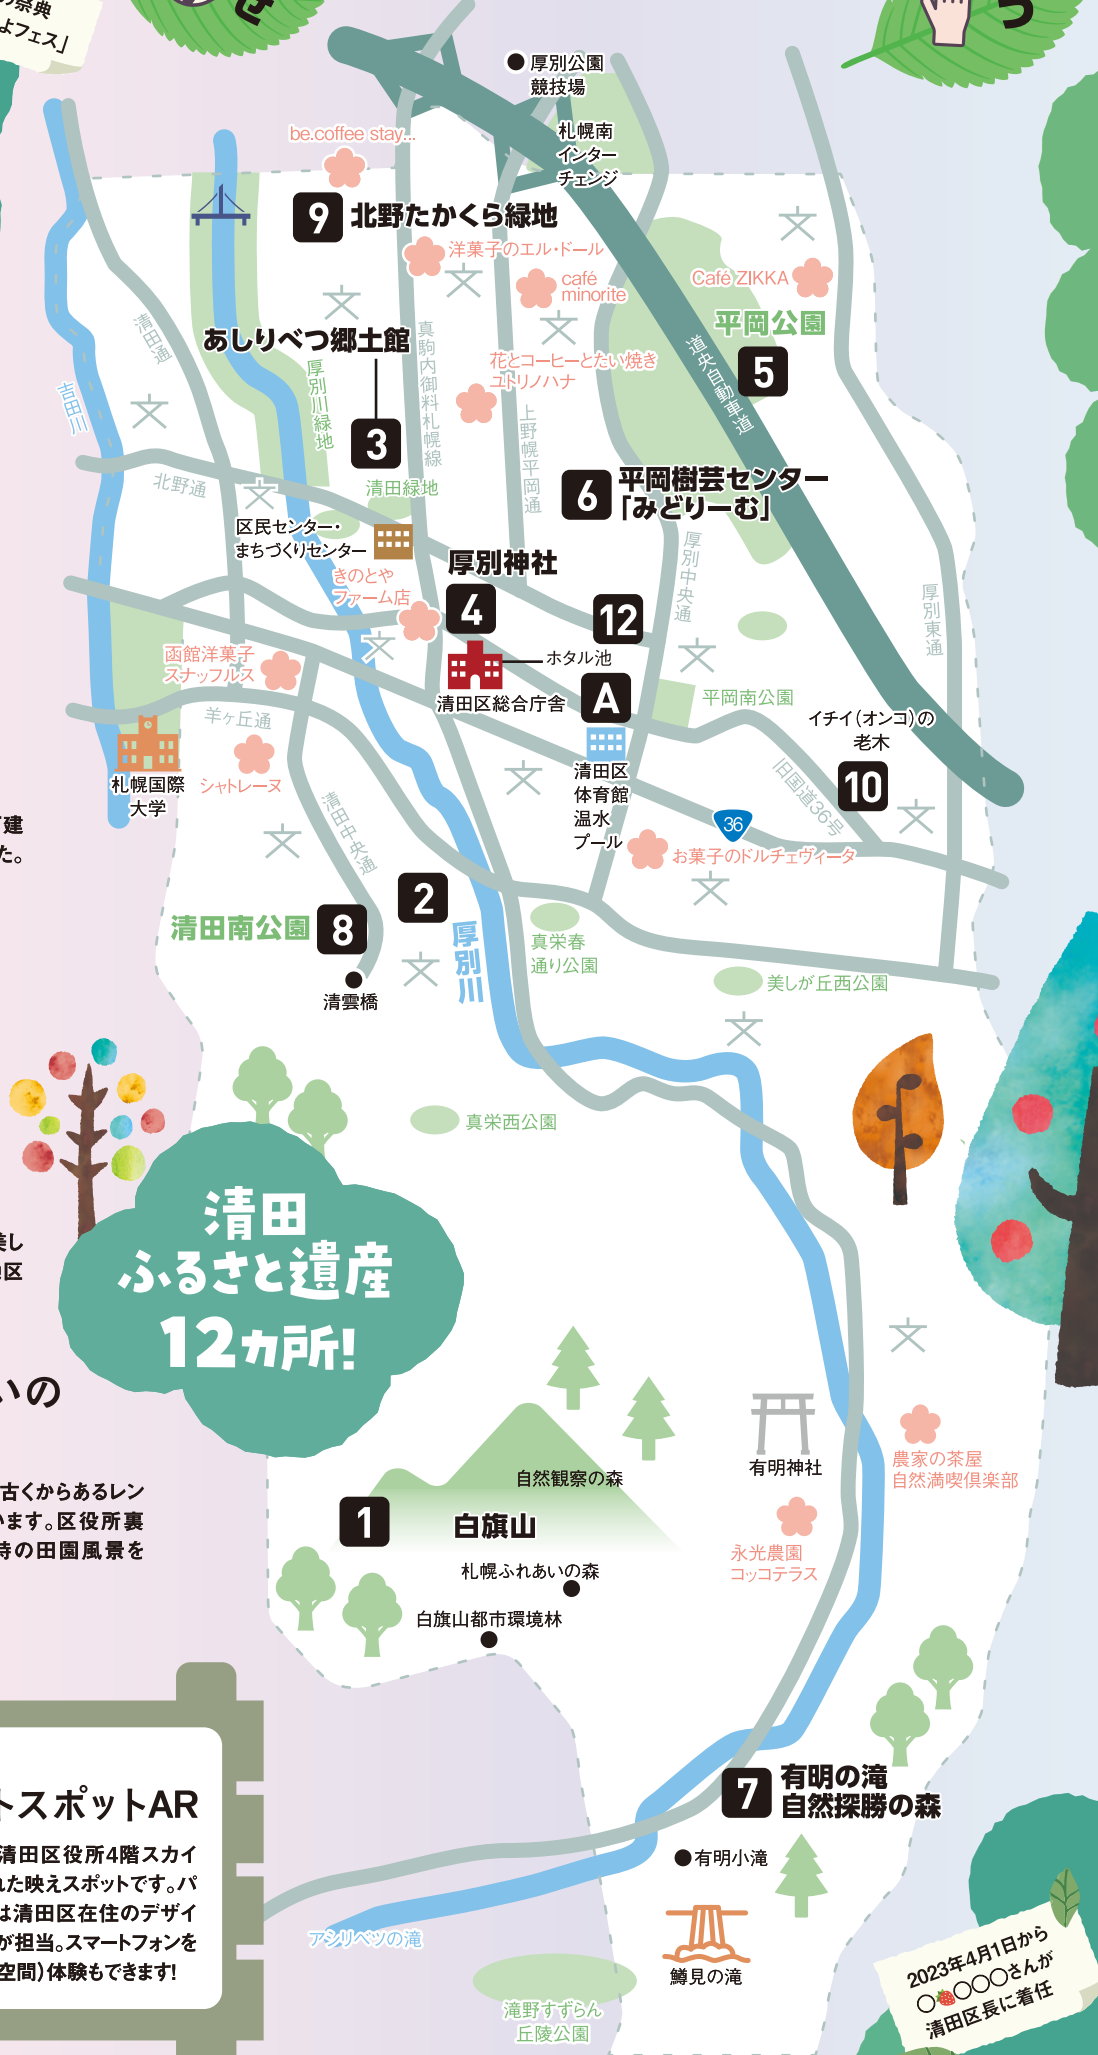 の祭典
よフェス」
せ
つ
厚別公園
競技場
札幌南
インター
チェンジ
be.coffee stay...
9 北野たかくら緑地
洋菓子のエル・ドール
café
minorite
Café ZIKKA
平岡公園
5
清田通
あしりべつ郷土館
3
真駒内御料札幌線
花とコーヒーとたい焼き
ユトリノハナ
道央自動車道
吉田川
厚別川緑地
上野幌平岡通
北野通
清田緑地
6 平岡樹芸センター
「みどりーむ」
区民センター・
まちづくりセンター
厚別神社
4
きのとや
ファーム店
12
厚別中央通
厚別東通
函館洋菓子
スナッフルス
ホタル池
清田区総合庁舎
A
平岡南公園
羊ヶ丘通
イチイ(オンコ)の
老木
10
札幌国際
大学
シャトレーゼ
清田区
体育館
温水
プール
旧国道36号
36
お菓子のドルチェヴィータ
清田中央通
建
た。
2
清田南公園 8
清雲橋
厚別川
真栄春
通り公園
美しが丘西公園
真栄西公園
清田
ふるさと遺産
12カ所!
美し
区
いの
古くからあるレン
います。区役所裏
時の田園風景を
自然観察の森
1
白旗山
札幌ふれあいの森
白旗山都市環境林
有明神社
農家の茶屋
自然満喫倶楽部
永光農園
コッコテラス
トスポットAR
清田区役所4階スカイ
れた映えスポットです。パ
は清田区在住のデザイ
が担当。スマートフォンを
空間)体験もできます!
7 有明の滝
自然探勝の森
有明小滝
鱒見の滝
アシリベツの滝
滝野すずらん
丘陵公園
2023年4月1日から
○🍓○○○さんが
清田区長に着任